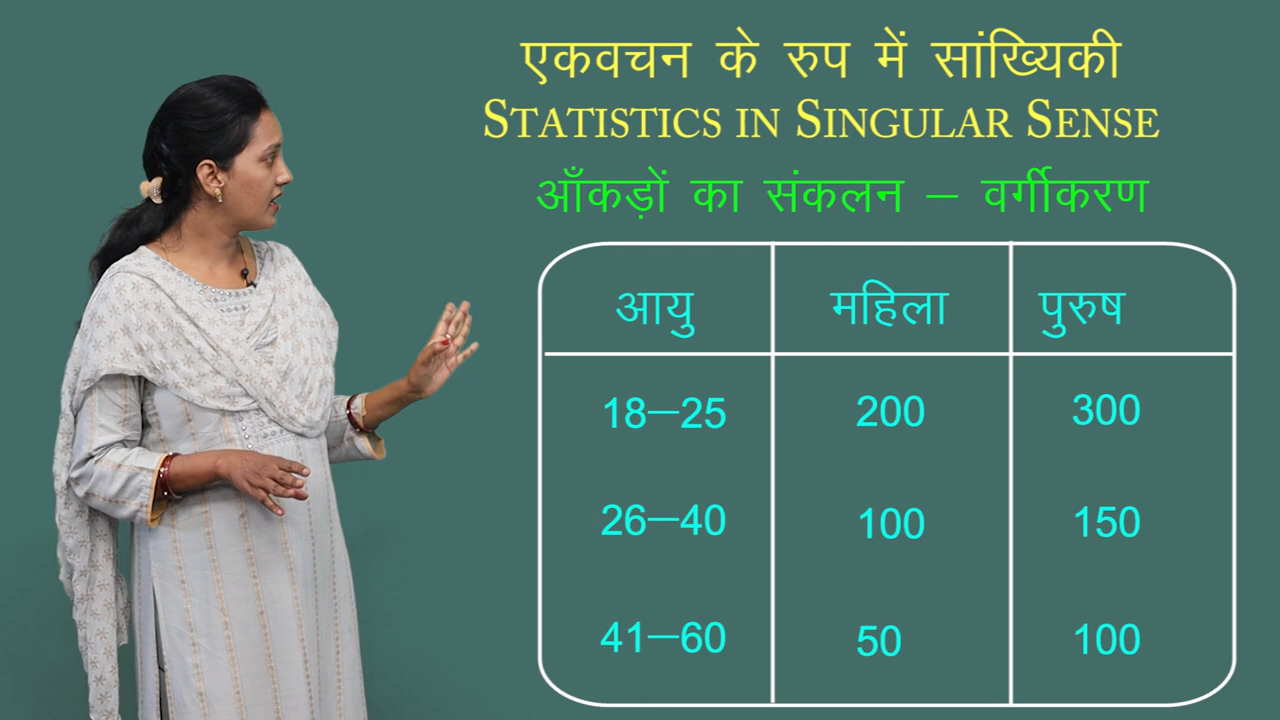 एकवचन के रुप में सांख्यिकी
STATISTICS IN SINGULAR SENSE
आँकड़ों का संकलन – वर्गीकरण
आयु महिला पुरुष
18–25 200 300
26–40 100 150
41–60 50 100